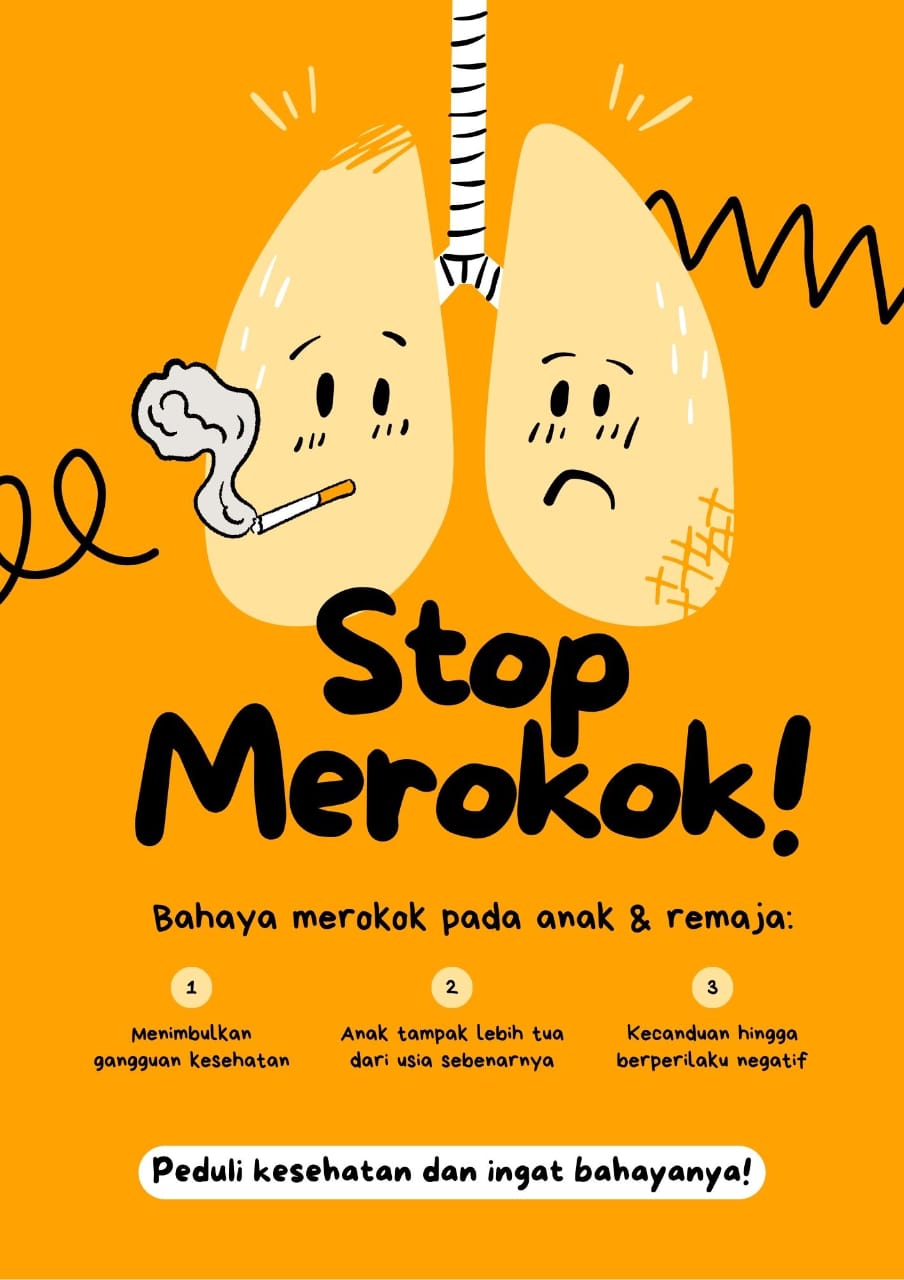 Stop
Merokok!
Bahaya merokok pada anak & remaja:
1
Menimbulkan
gangguan kesehatan
2
Anak tampak lebih tua
dari usia sebenarnya
3
Kecanduan hingga
berperilaku negatif
Peduli kesehatan dan ingat bahayanya!